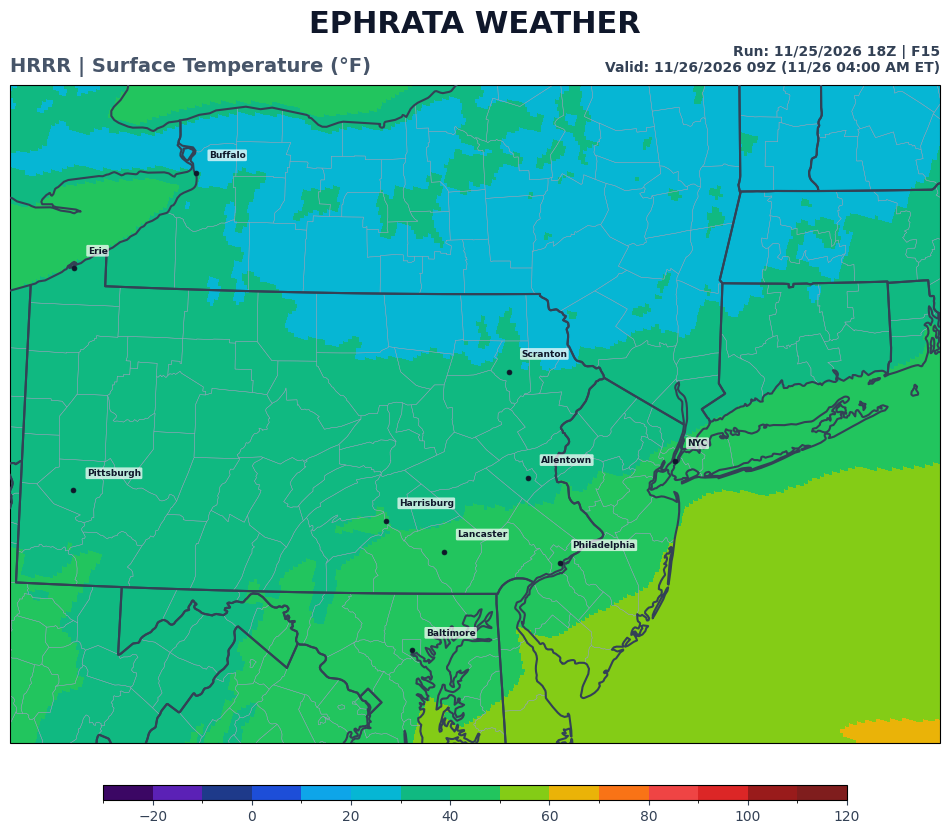 EPHRATA WEATHER
HRRR | Surface Temperature (°F)
Run: 11/25/2026 18Z | F15
Valid: 11/26/2026 09Z (11/26 04:00 AM ET)
Buffalo
Erie
Scranton
NYC
Allentown
Pittsburgh
Harrisburg
Lancaster
Philadelphia
Baltimore
−20 0 20 40 60 80 100 120